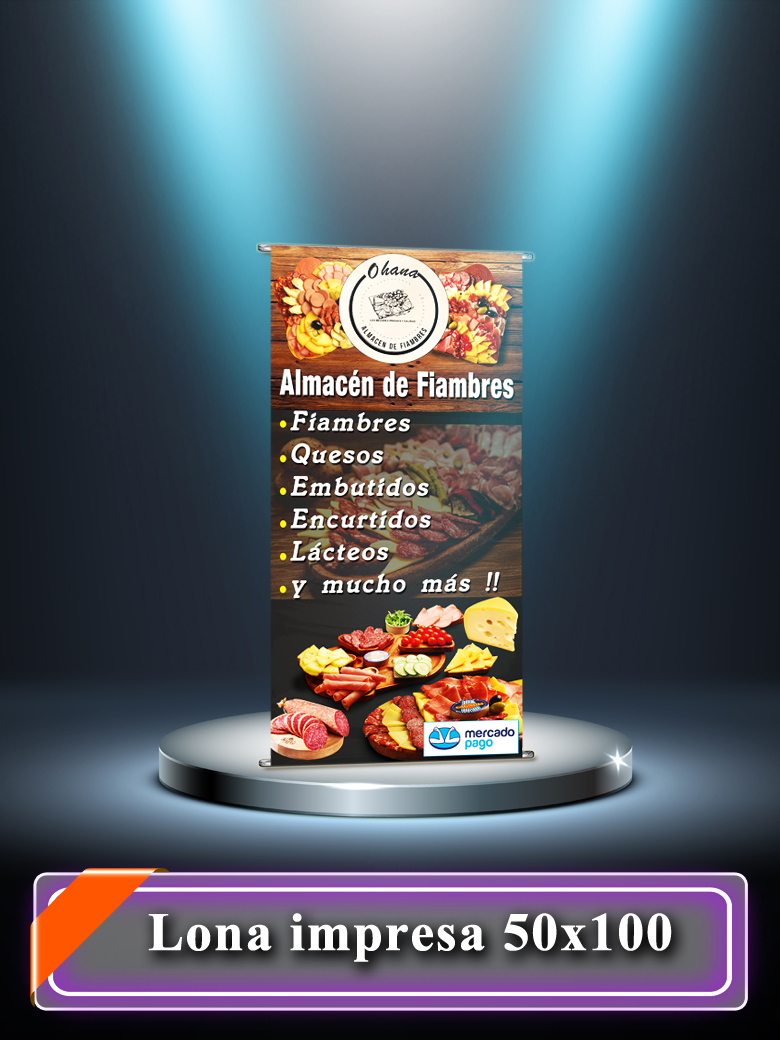 Ohana
ALMACEN DE FIAMBRES
Almacén de Fiambres
Fiambres
Quesos
Embutidos
Encurtidos
Lácteos
y mucho más !!
mercado
pago
Lona impresa 50x100